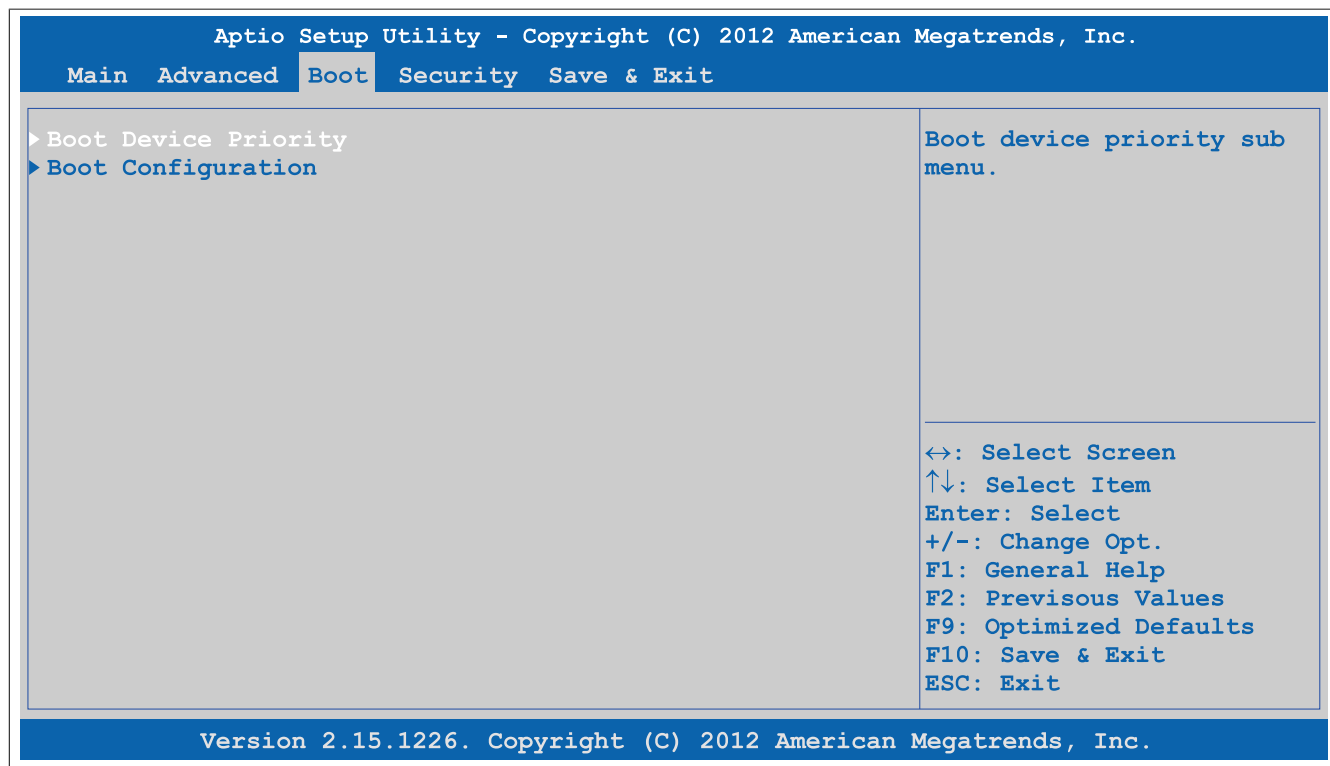 Aptio Setup Utility - Copyright (C) 2012 American Megatrends, Inc.
Main Advanced Boot Security Save & Exit
Boot Device Priority
Boot Configuration
Boot device priority sub
menu.
↔: Select Screen
↑↓: Select Item
Enter: Select
+/-: Change Opt.
F1: General Help
F2: Previsous Values
F9: Optimized Defaults
F10: Save & Exit
ESC: Exit
Version 2.15.1226. Copyright (C) 2012 American Megatrends, Inc.